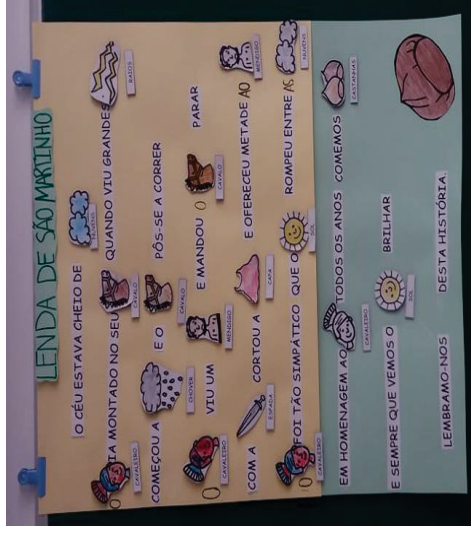 LENDA DE SÃO MARTINHO
O CÉU ESTAVA CHEIO DE NUVENS
O CAVALEIRO IA MONTADO NO SEU CAVALO QUANDO VIU GRANDES RAIOS
COMEÇOU A CHOVER E O CAVALO PÔS-SE A CORRER
O CAVALEIRO VIU UM MENDIGO E MANDOU O CAVALO PARAR
COM A ESPADA CORTOU A CAPA E OFERECEU METADE AO MENDIGO
O CAVALEIRO FOI TÃO SIMPÁTICO QUE O SOL ROMPEU ENTRE AS NUVENS
EM HOMENAGEM AO CAVALEIRO TODOS OS ANOS COMEMOS CASTANHAS
E SEMPRE QUE VEMOS O SOL BRILHAR
LEMBRAMO-NOS DESTA HISTÓRIA.